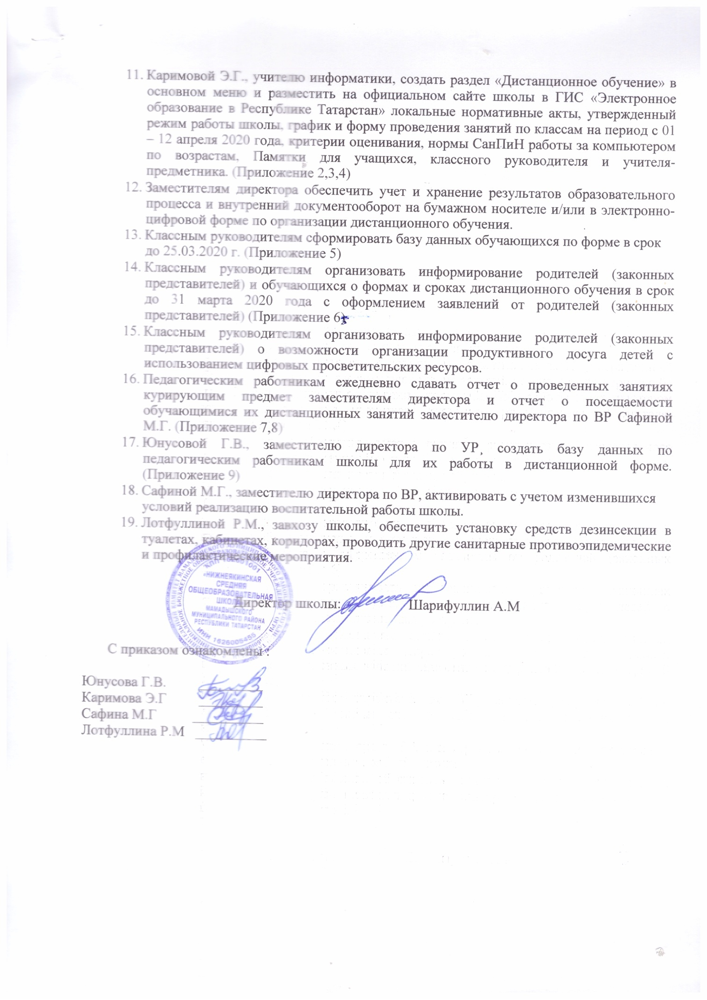 11. Каримовой Э.Г., учителю информатики, создать раздел «Дистанционное обучение» в
основном меню и разместить на официальном сайте школы в ГИС «Электронное
образование в Республике Татарстан» локальные нормативные акты, утвержденный
режим работы школы, график и форму проведения занятий по классам на период с 01
– 12 апреля 2020 года, критерии оценивания, нормы СанПиН работы за компьютером
по возрастам, Памятки для учащихся, классного руководителя и учителя-
предметника. (Приложение 2,3,4)
12. Заместителям директора обеспечить учет и хранение результатов образовательного
процесса и внутренний документооборот на бумажном носителе и/или в электронно-
цифровой форме по организации дистанционного обучения.
13. Классным руководителям сформировать базу данных обучающихся по форме в срок
до 25.03.2020 г. (Приложение 5)
14. Классным руководителям организовать информирование родителей (законных
представителей) и обучающихся о формах и сроках дистанционного обучения в срок
до 31 марта 2020 года с оформлением заявлений от родителей (законных
представителей) (Приложение 6)
15. Классным руководителям организовать информирование родителей (законных
представителей) о возможности организации продуктивного досуга детей с
использованием цифровых просветительских ресурсов.
16. Педагогическим работникам ежедневно сдавать отчет о проведенных занятиях
курирующим предмет заместителям директора и отчет о посещаемости
обучающимися их дистанционных занятий заместителю директора по ВР Сафиной
М.Г. (Приложение 7,8)
17. Юнусовой Г.В., заместителю директора по УР, создать базу данных по
педагогическим работникам школы для их работы в дистанционной форме.
(Приложение 9)
18. Сафиной М.Г., заместителю директора по ВР, активировать с учетом изменившихся
условий реализацию воспитательной работы школы.
19. Лотфуллиной Р.М., завхозу школы, обеспечить установку средств дезинсекции в
туалетах, кабинетах, коридорах, проводить другие санитарные противоэпидемические
и профилактические мероприятия.
«НИЖНЕЯКИНСКАЯ
СРЕДНЯЯ
ОБЩЕОБРАЗОВАТЕЛЬНАЯ
ШКОЛА»
МАМАДЫШСКОГО
МУНИЦИПАЛЬНОГО РАЙОНА
РЕСПУБЛИКИ ТАТАРСТАН
ИНН 1626005455
Директор школы: Шарифуллин А.М
С приказом ознакомлены :
Юнусова Г.В.
Каримова Э.Г
Сафина М.Г
Лотфуллина Р.М